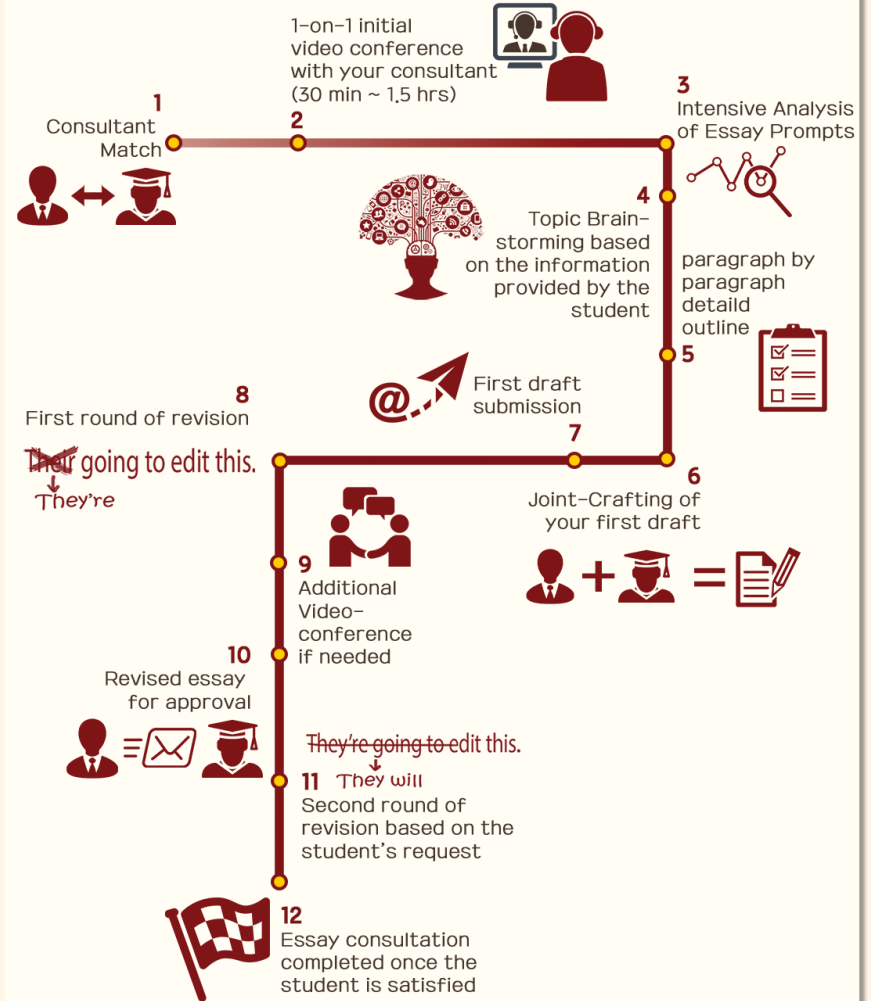 1
Consultant
Match
1-on-1 initial
video conference
with your consultant
(30 min ~ 1.5 hrs)
2
3
Intensive Analysis
of Essay Prompts
4
Topic Brain-
storming based
on the information
provided by the
student
paragraph by
paragraph
detaild
outline
5
6
Joint-Crafting of
your first draft
@
First draft
submission
7
8
First round of revision
Their going to edit this.
They're
9
Additional
Video-
conference
if needed
10
Revised essay
for approval
They're going to edit this.
They will
11
Second round of
revision based on the
student's request
12
Essay consultation
completed once the
student is satisfied